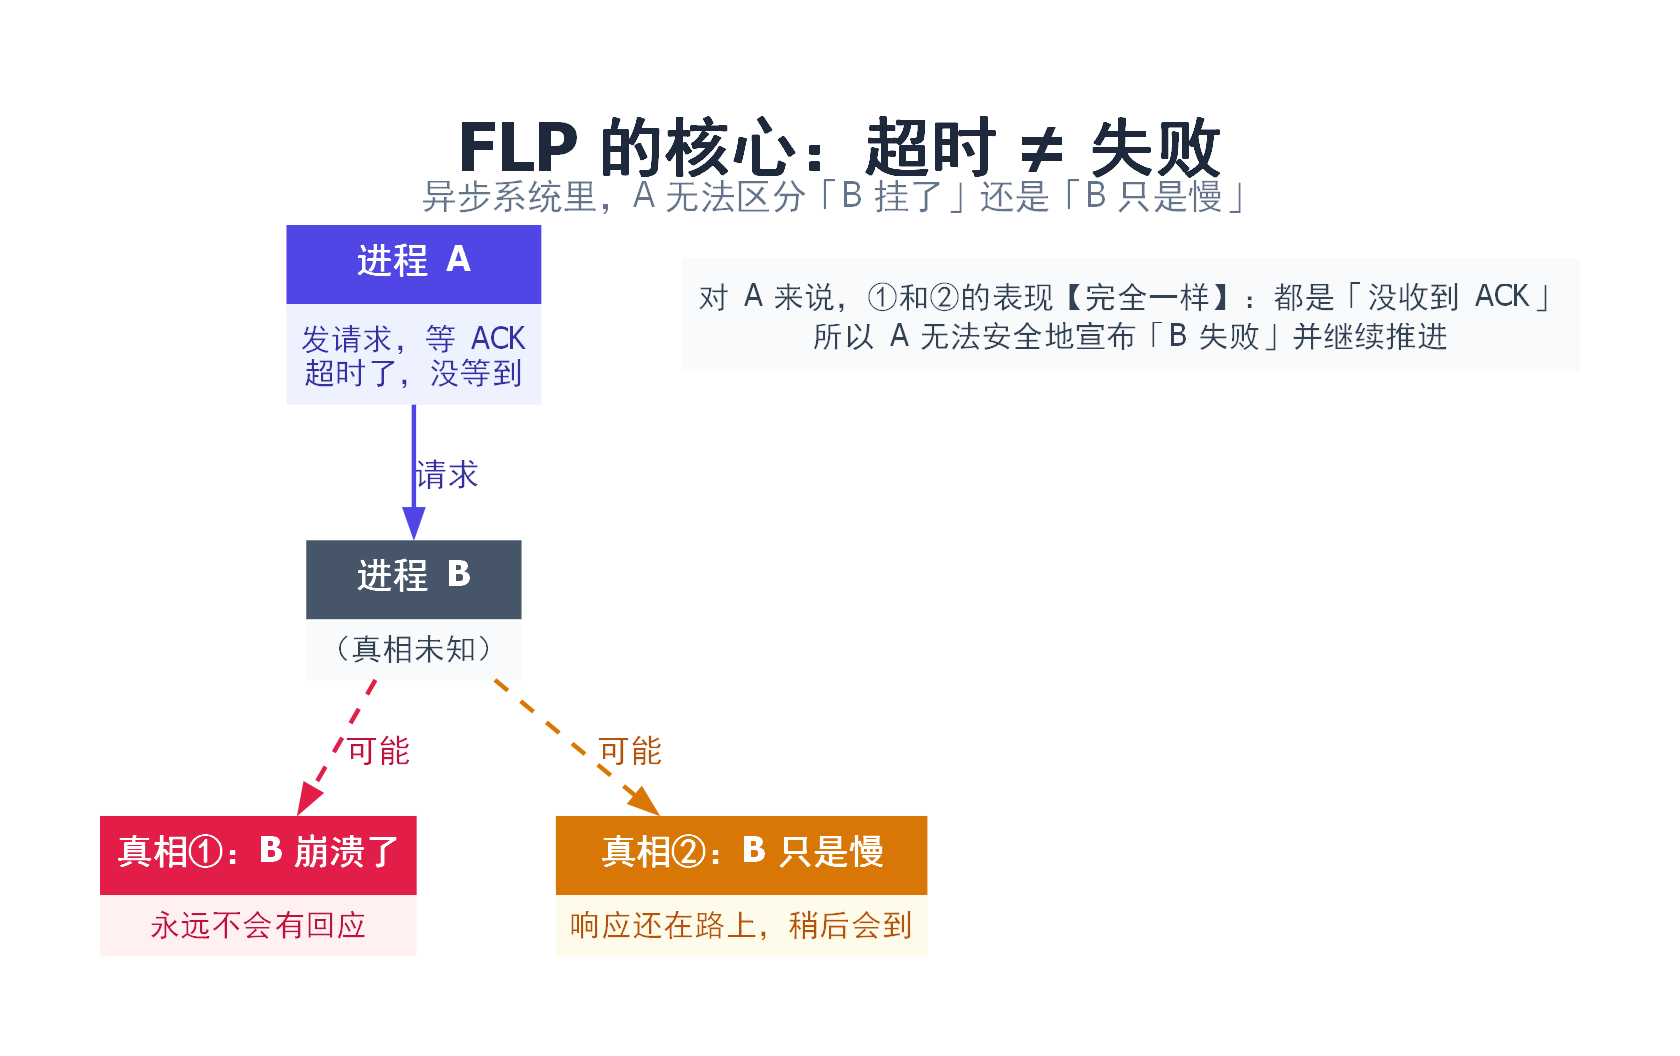 FLP 的核心：超时 ≠ 失败
异步系统里，A 无法区分「B 挂了」还是「B 只是慢」
进程 A
发请求，等 ACK
超时了，没等到
对 A 来说，①和②的表现【完全一样】：都是「没收到 ACK」
所以 A 无法安全地宣布「B 失败」并继续推进
请求
进程 B
（真相未知）
可能
可能
真相①：B 崩溃了
永远不会有回应
真相②：B 只是慢
响应还在路上，稍后会到